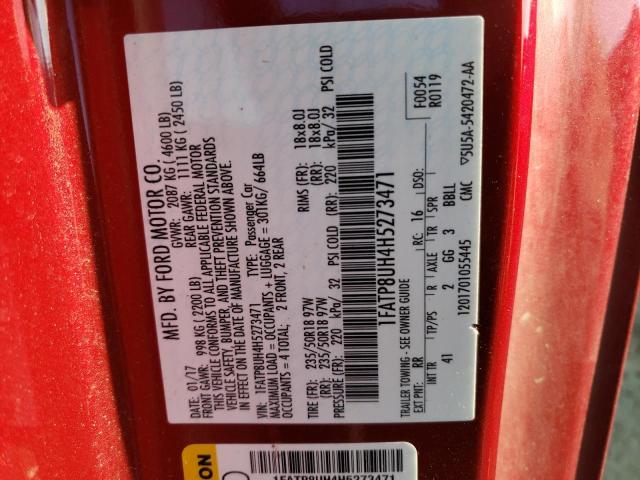 MFD. BY FORD MOTOR CO.
01/17 GVWR: 2087 KG (4600 LB)
FRONT GAWR: 998 KG (2200 LB) REAR GAWR: 1111 KG (2450 LB)
THIS VEHICLE CONFORMS TO ALL APPLICABLE FEDERAL MOTOR
VEHICLE SAFETY, BUMPER, AND THEFT PREVENTION STANDARDS
IN EFFECT ON THE DATE OF MANUFACTURE SHOWN ABOVE.
VIN: 1FATP8UH4H5273471 TYPE: Passenger Car
MAXIMUM LOAD = OCCUPANTS + LUGGAGE = 301KG/ 664LB
OCCUPANTS = 4 TOTAL: 2 FRONT, 2 REAR
TIRE (FR): 235/50R18 97W RIMS (FR): 18x8.0J
(RR): 235/50R18 97W (RR): 18x8.0J
PRESSURE (FR): 220 kPa/ 32 PSI COLD (RR): 220 kPa/ 32 PSI COLD
1FATP8UH4H5273471
TRAILER TOWING - SEE OWNER GUIDE
F0054
R0119
EXT PNT: RR RC: 16 DSO:
INT TR TP/PS R AXLE TR SPR
41 2 GG 3 BBLL
1201701055445 CMC 5U5A-5420472-AA
ION
1FATP8UH4H5273471